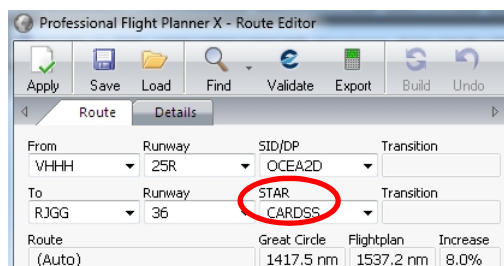 Professional Flight Planner X - Route Editor
Apply Save Load Find Validate Export Build Undo
Route Details
From Runway SID/DP Transition
VHHH 25R OCEA2D
To Runway STAR Transition
RJGG 36 CARDSS
Route Great Circle Flightplan Increase
(Auto) 1417.5 nm 1537.2 nm 8.0%